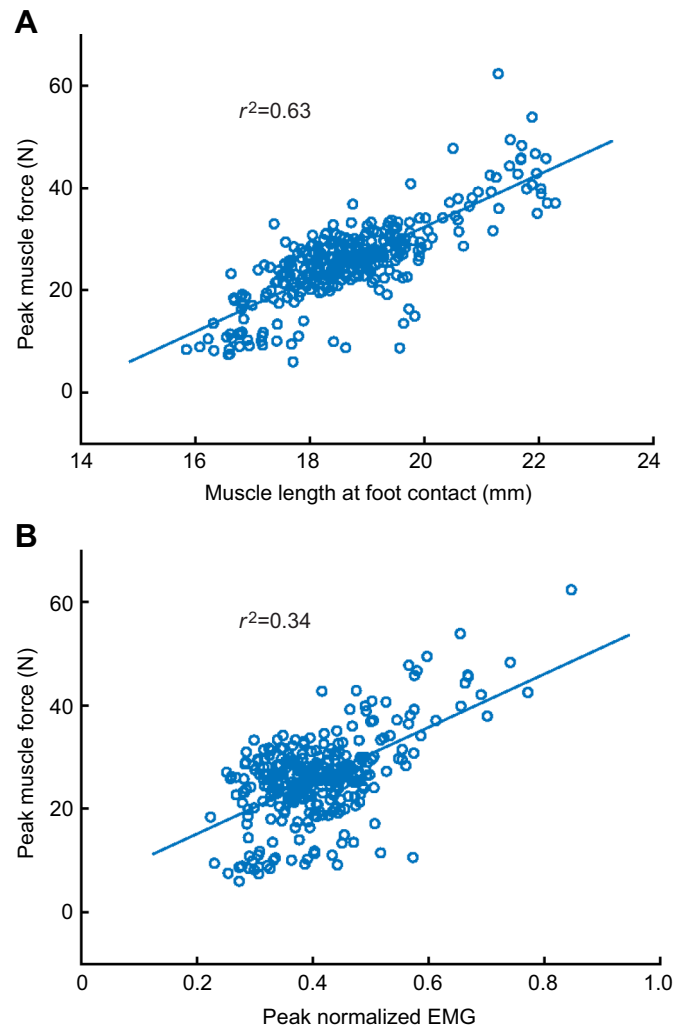 A
60
r²=0.63
40
20
0
Peak muscle force (N)
14 16 18 20 22 24
Muscle length at foot contact (mm)
B
60
r²=0.34
40
20
0
Peak muscle force (N)
0 0.2 0.4 0.6 0.8 1.0
Peak normalized EMG